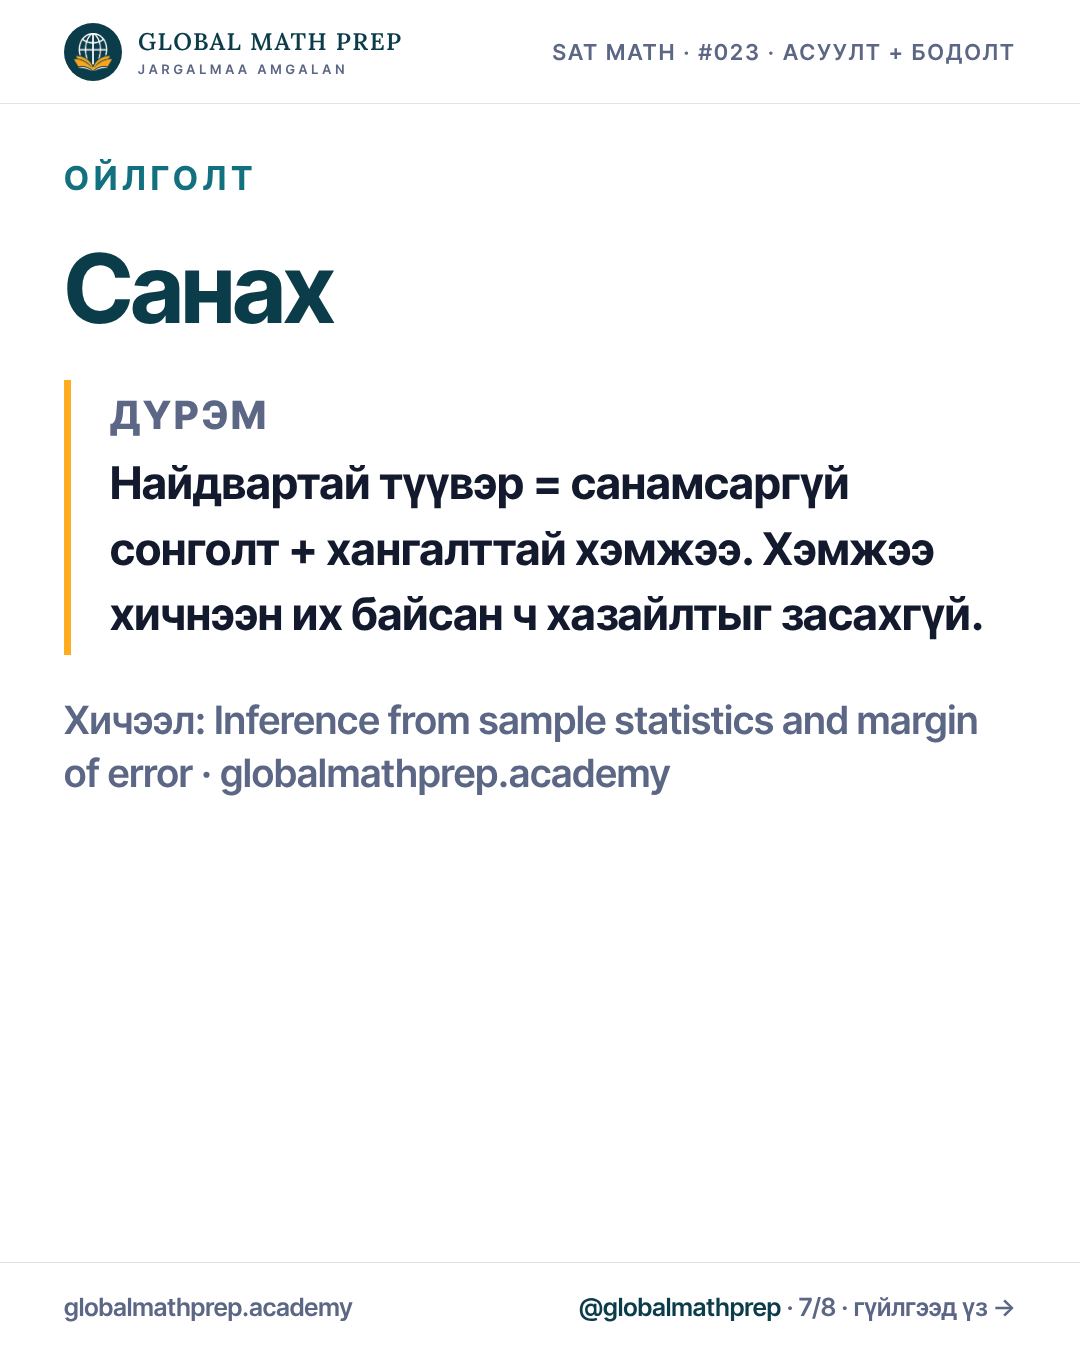 GLOBAL MATH PREP
JARGALMAA AMGALAN
SAT MATH · #023 · АСУУЛТ + БОДОЛТ
ОЙЛГОЛТ
Санах
ДҮРЭМ
Найдвартай түүвэр = санамсаргүй
сонголт + хангалттай хэмжээ. Хэмжээ
хичнээн их байсан ч хазайлтыг засахгүй.
Хичээл: Inference from sample statistics and margin
of error · globalmathprep.academy
globalmathprep.academy
@globalmathprep · 7/8 · гүйлгээд үз →